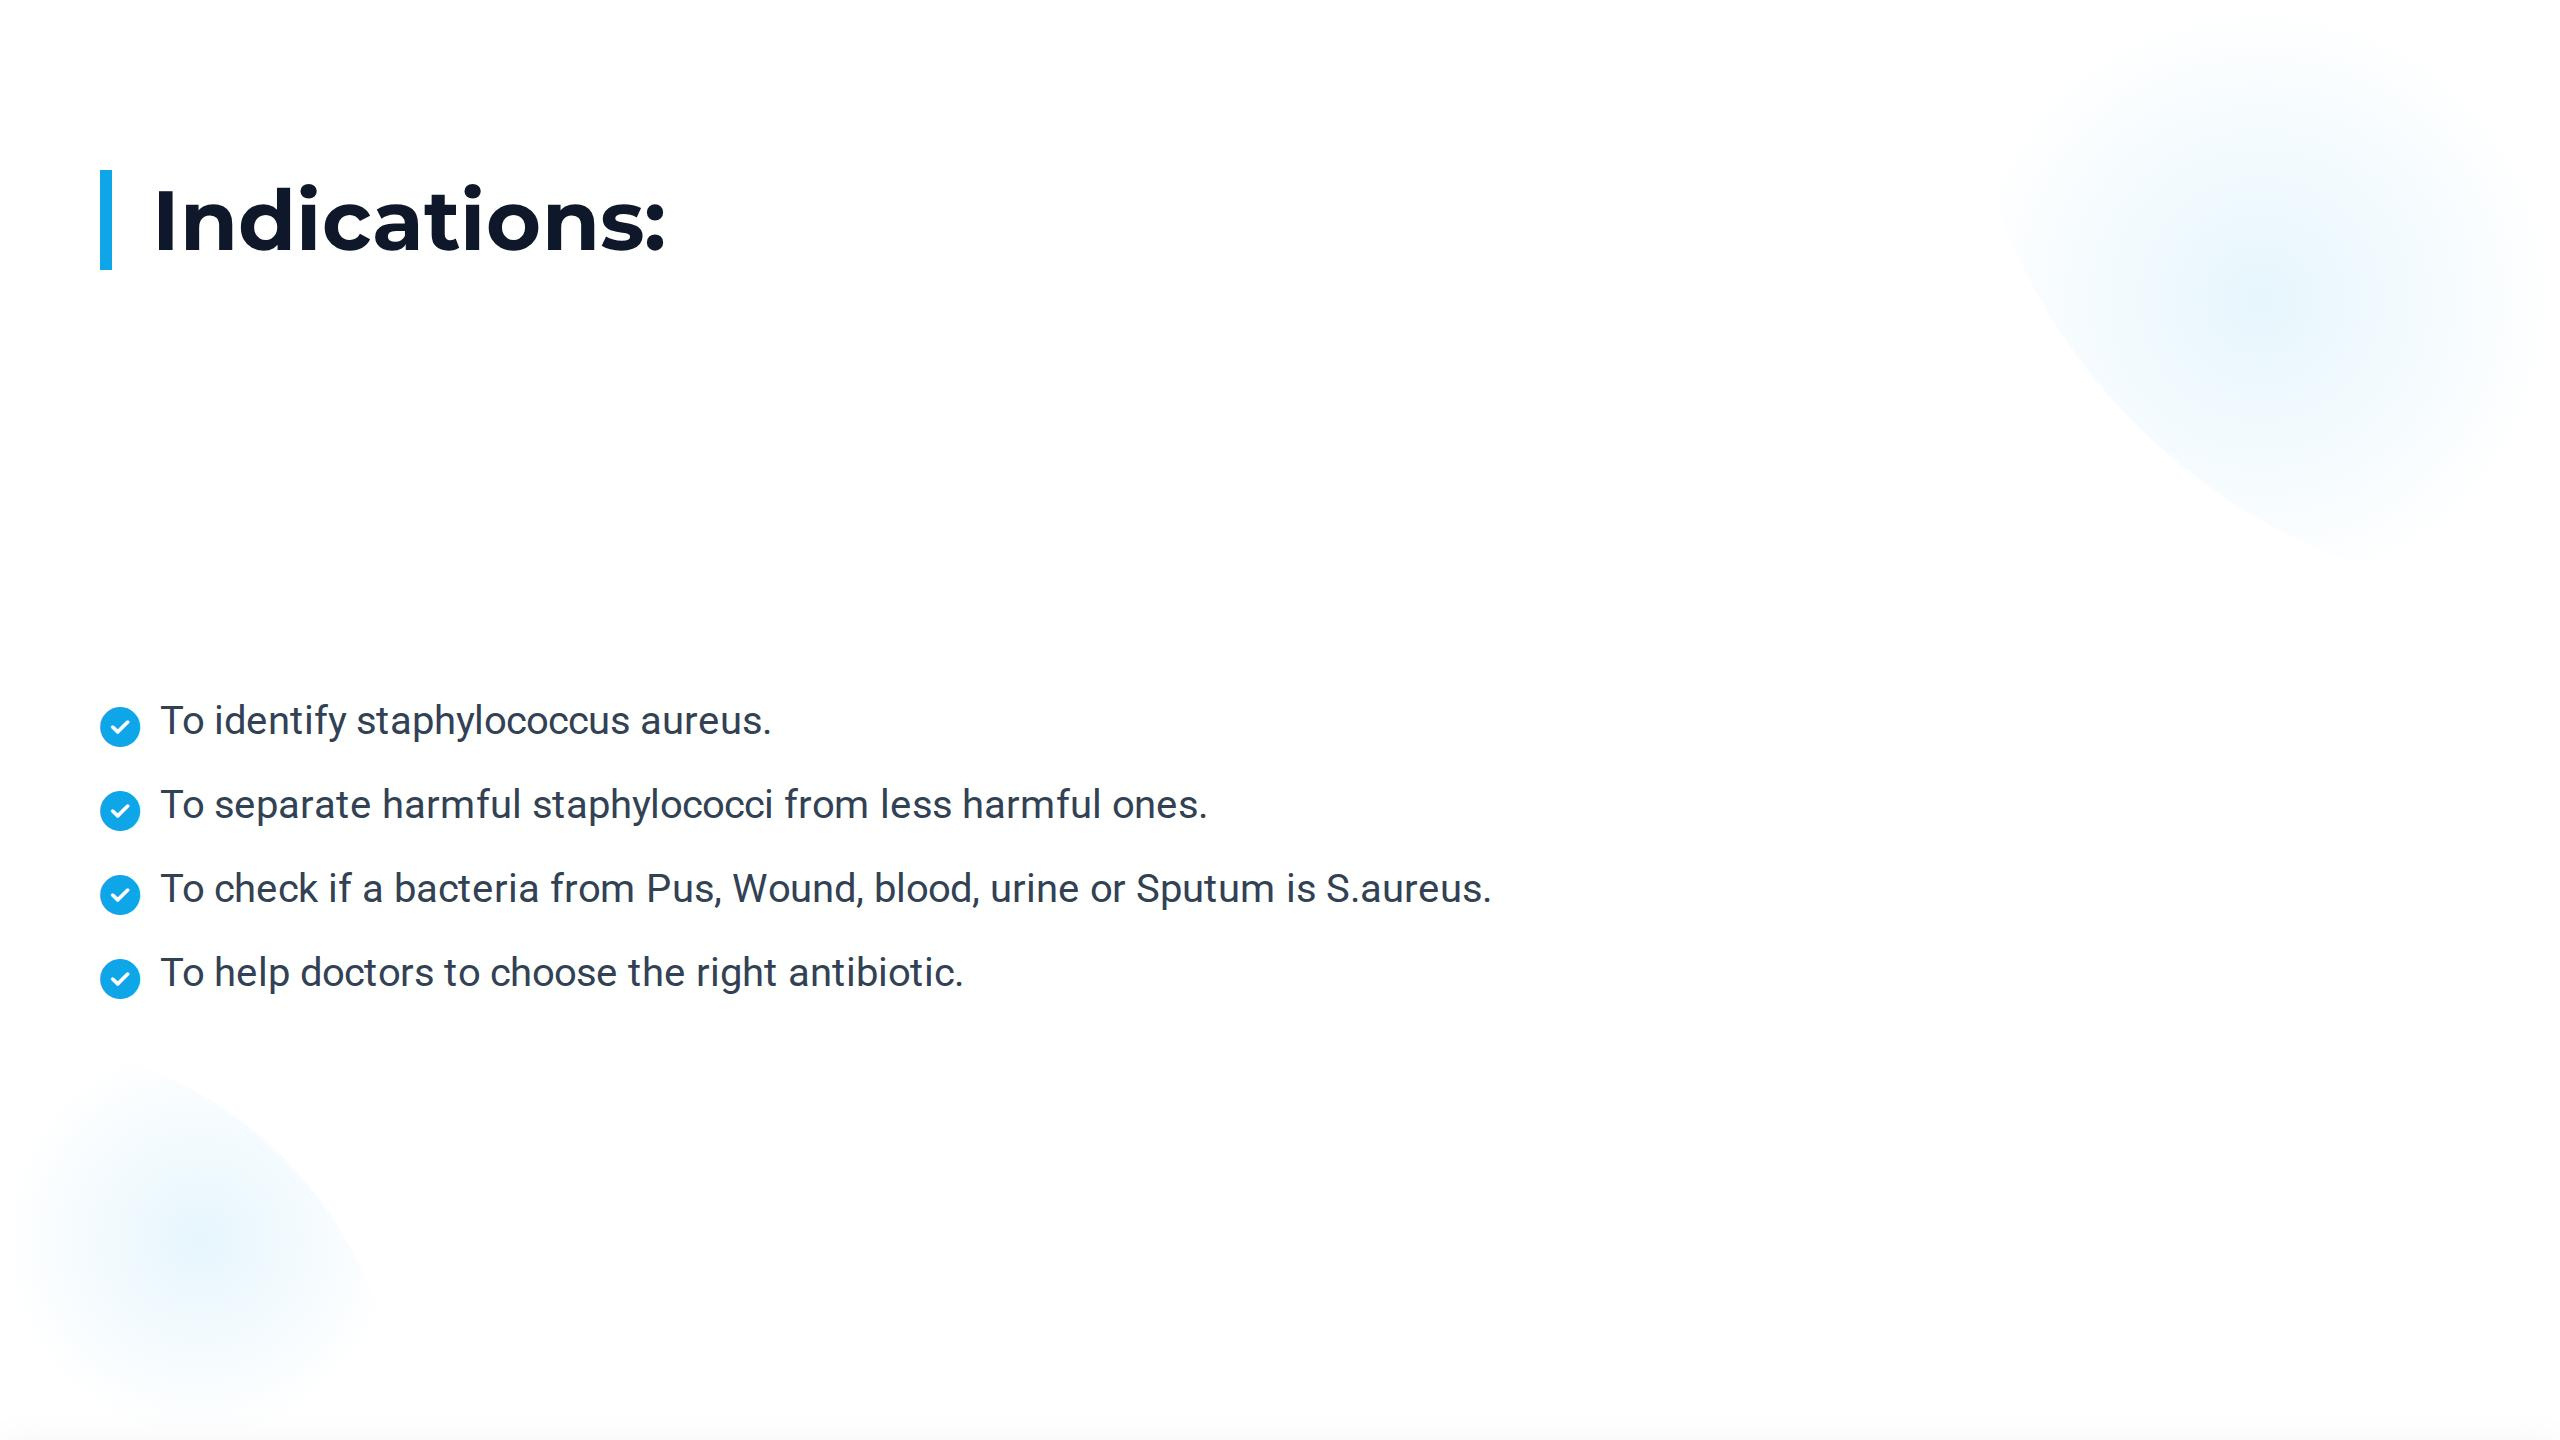 Indications:
To identify staphylococcus aureus.
To separate harmful staphylococci from less harmful ones.
To check if a bacteria from Pus, Wound, blood, urine or Sputum is S.aureus.
To help doctors to choose the right antibiotic.